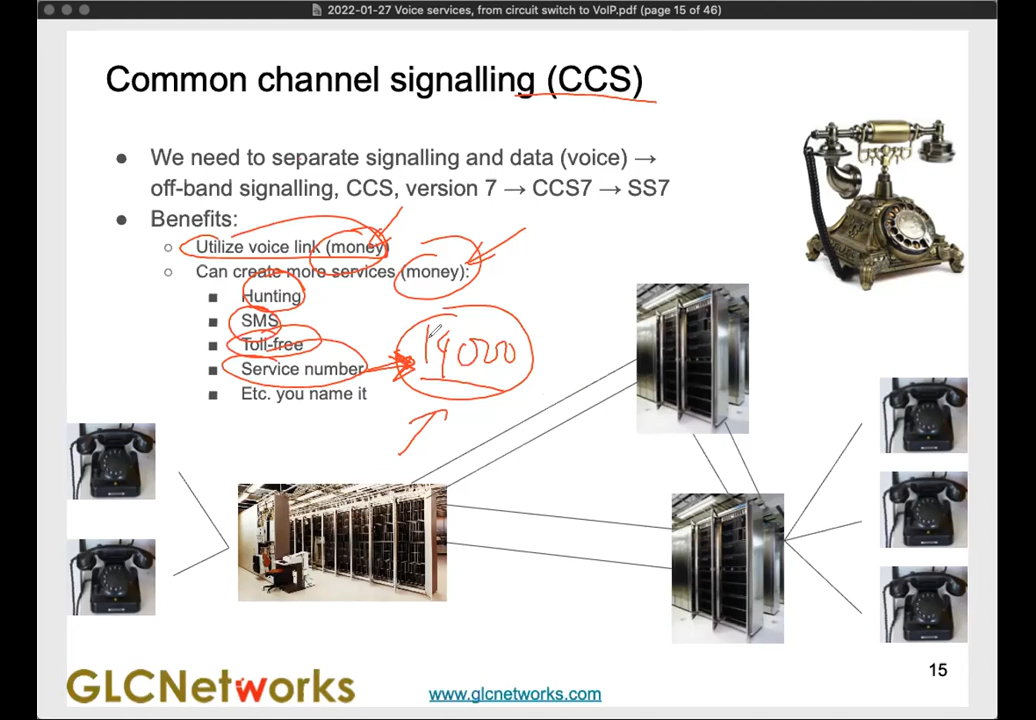 2022-01-27 Voice services, from circuit switch to VoIP.pdf (page 15 of 46)
Common channel signalling (CCS)
● We need to separate signalling and data (voice) →
off-band signalling, CCS, version 7 → CCS7 → SS7
● Benefits:
○ Utilize voice link (money)
○ Can create more services (money):
■ Hunting
■ SMS
■ Toll-free
■ Service number
14000
■ Etc. you name it
15
GLCNetworks
www.glcnetworks.com